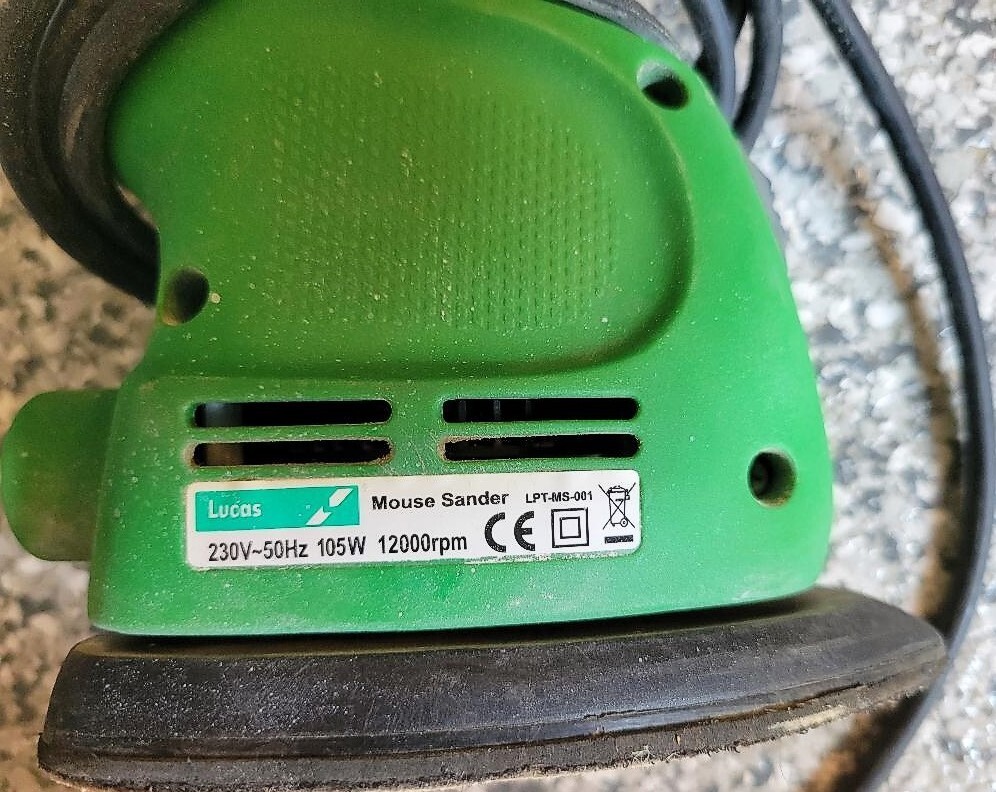 Lucas Mouse Sander LPT-MS-001
230V~50Hz 105W 12000rpm CE